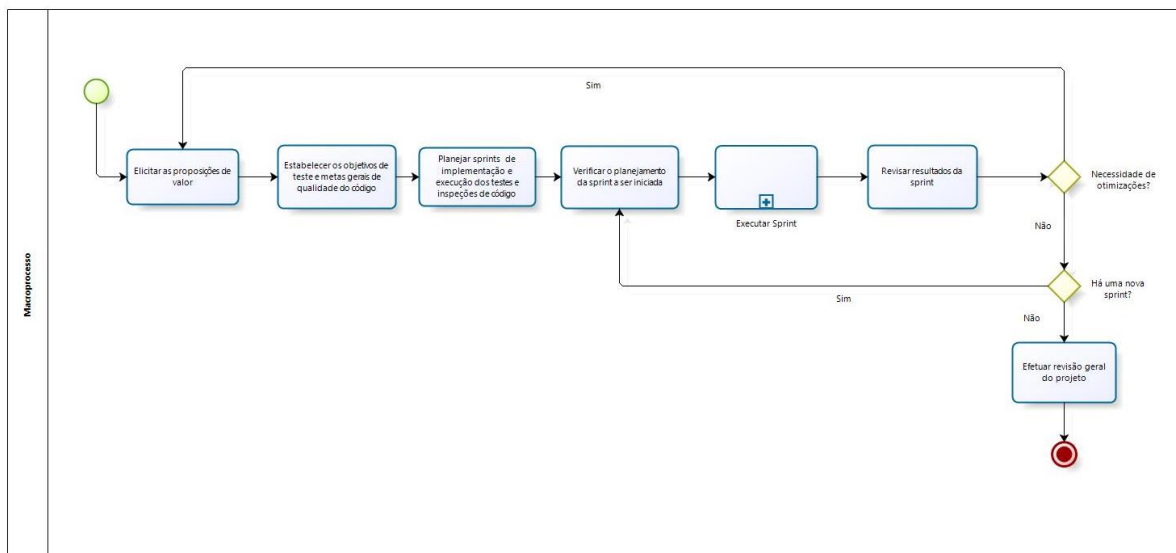 Macroprocesso
Sim
Elicitar as proposições de
valor
Estabelecer os objetivos de
teste e metas gerais de
qualidade do código
Planejar sprints de
implementação e
execução dos testes e
inspeções de código
Verificar o planejamento
da sprint a ser iniciada
Executar Sprint
Revisar resultados da
sprint
Necessidade de
otimizações?
Não
Há uma nova
sprint?
Sim
Não
Efetuar revisão geral
do projeto